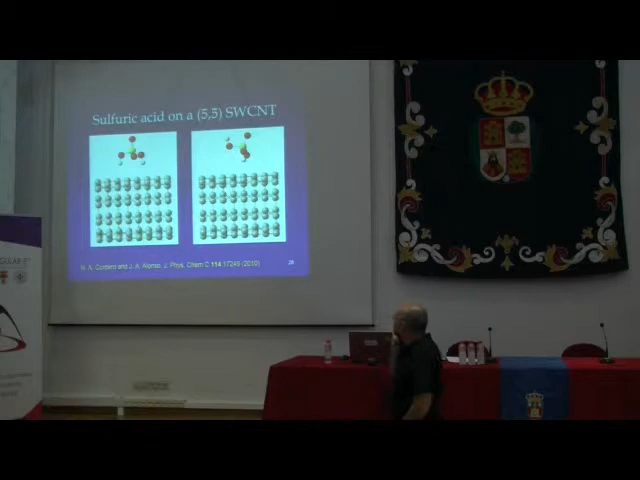 Sulfuric acid on a (5,5) SWCNT
N. A. Cordero and J. A. Alonso, J. Phys. Chem C 114:17249 (2010)